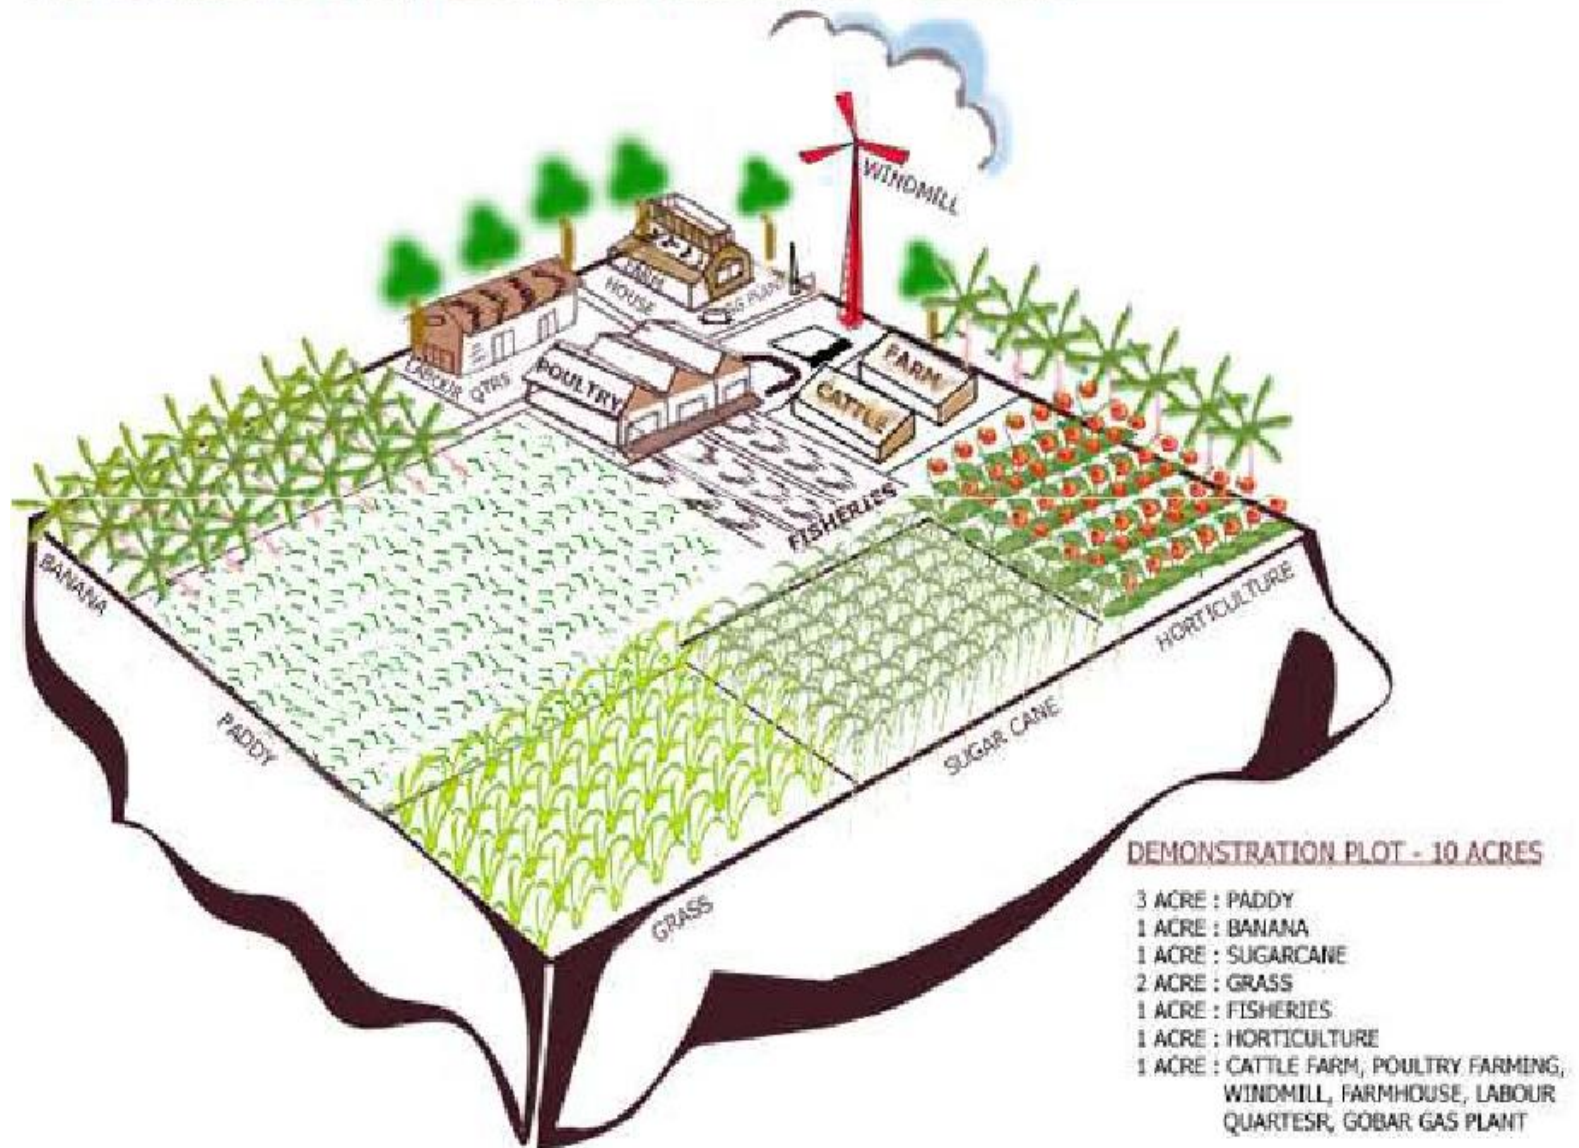 WINDMILL
FARM
HOUSE
GG PLANT
LABOUR QTRS
POULTRY
FARM
CATTLE
FISHERIES
BANANA
PADDY
GRASS
SUGAR CANE
HORTICULTURE
DEMONSTRATION PLOT - 10 ACRES
3 ACRE : PADDY
1 ACRE : BANANA
1 ACRE : SUGARCANE
2 ACRE : GRASS
1 ACRE : FISHERIES
1 ACRE : HORTICULTURE
1 ACRE : CATTLE FARM, POULTRY FARMING,
WINDMILL, FARMHOUSE, LABOUR
QUARTESR, GOBAR GAS PLANT